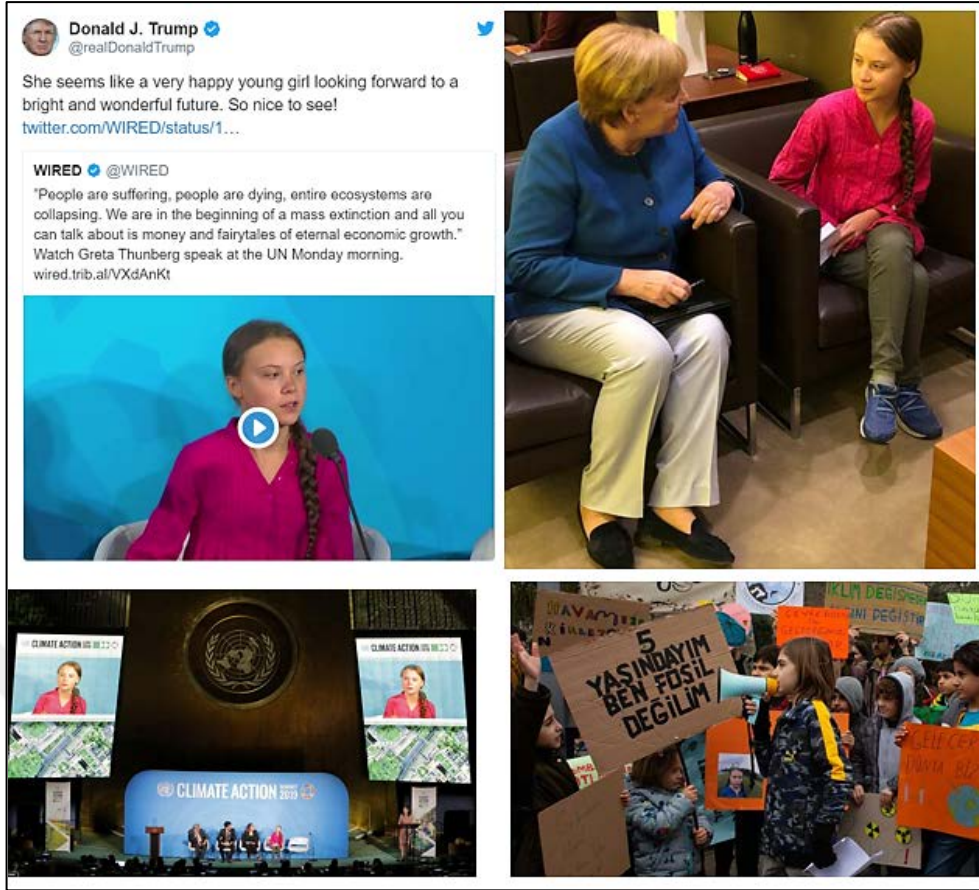 Donald J. Trump
@realDonaldTrump
She seems like a very happy young girl looking forward to a
bright and wonderful future. So nice to see!
twitter.com/WIRED/status/1…
WIRED @WIRED
"People are suffering, people are dying, entire ecosystems are
collapsing. We are in the beginning of a mass extinction and all you
can talk about is money and fairytales of eternal economic growth."
Watch Greta Thunberg speak at the UN Monday morning.
wired.trib.al/VXdAnKt
CLIMATE ACTION
CLIMATE ACTION
CLIMATE ACTION SUMMIT 2019
HAVAMIZ
5
YAŞINDAYIM
BEN FOSİL
DEĞİLİM